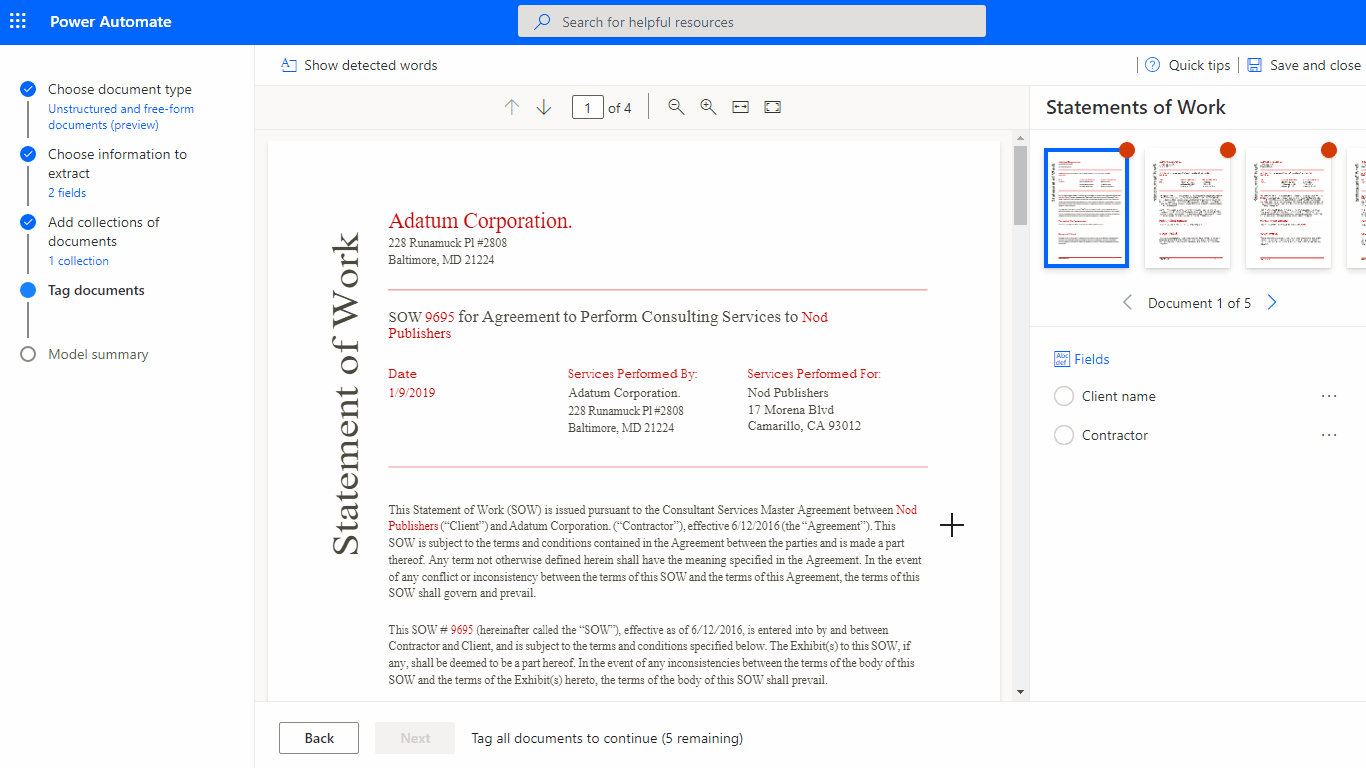 Power Automate
Search for helpful resources
Choose document type
Unstructured and free-form
documents (preview)
Choose information to
extract
2 fields
Add collections of
documents
1 collection
Tag documents
Model summary
Show detected words
Quick tips
Save and close
1 of 4
Statement of Work
Adatum Corporation.
228 Runamuck Pl #2808
Baltimore, MD 21224
SOW 9695 for Agreement to Perform Consulting Services to Nod
Publishers
Date
1/9/2019
Services Performed By:
Adatum Corporation.
228 Runamuck Pl #2808
Baltimore, MD 21224
Services Performed For:
Nod Publishers
17 Morena Blvd
Camarillo, CA 93012
This Statement of Work (SOW) is issued pursuant to the Consultant Services Master Agreement between Nod
Publishers (“Client”) and Adatum Corporation. (“Contractor”), effective 6/12/2016 (the “Agreement”). This
SOW is subject to the terms and conditions contained in the Agreement between the parties and is made a part
thereof. Any term not otherwise defined herein shall have the meaning specified in the Agreement. In the event
of any conflict or inconsistency between the terms of this SOW and the terms of this Agreement, the terms of this
SOW shall govern and prevail.
This SOW # 9695 (hereinafter called the “SOW”), effective as of 6/12/2016, is entered into by and between
Contractor and Client, and is subject to the terms and conditions specified below. The Exhibit(s) to this SOW, if
any, shall be deemed to be a part hereof. In the event of any inconsistencies between the terms of the body of this
SOW and the terms of the Exhibit(s) hereto, the terms of the body of this SOW shall prevail.
Statements of Work
Document 1 of 5
Abc
def
Fields
Client name
Contractor
Back
Next
Tag all documents to continue (5 remaining)